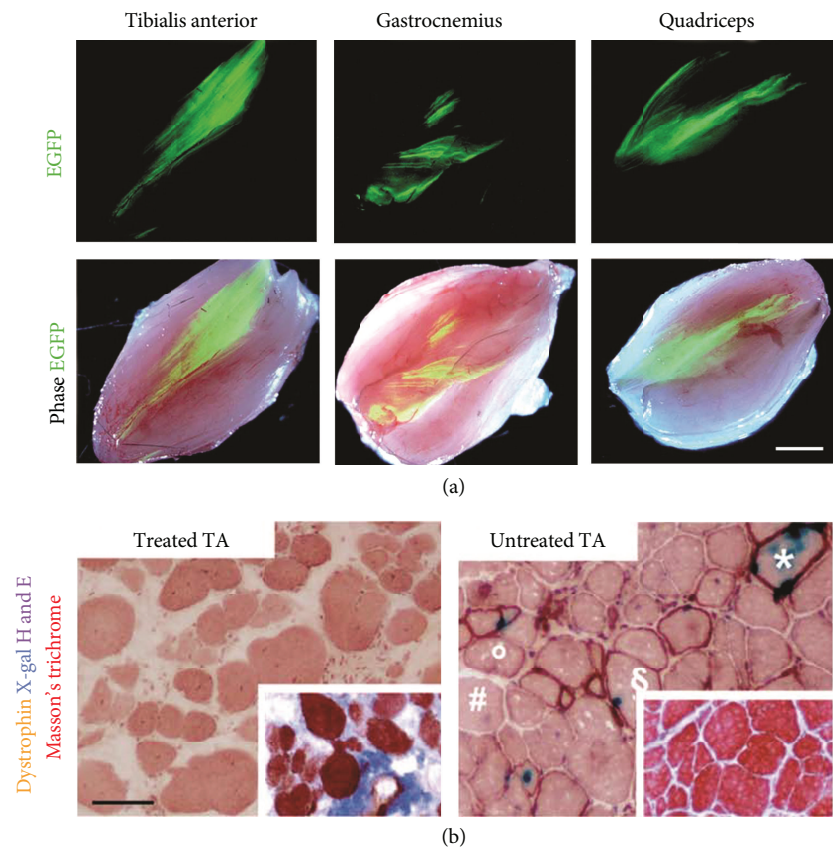 Tibialis anterior
Gastrocnemius
Quadriceps
EGFP
Phase EGFP
(a)
Treated TA
Untreated TA
Dystrophin X-gal H and E
Masson's trichrome
*
o
§
#
(b)